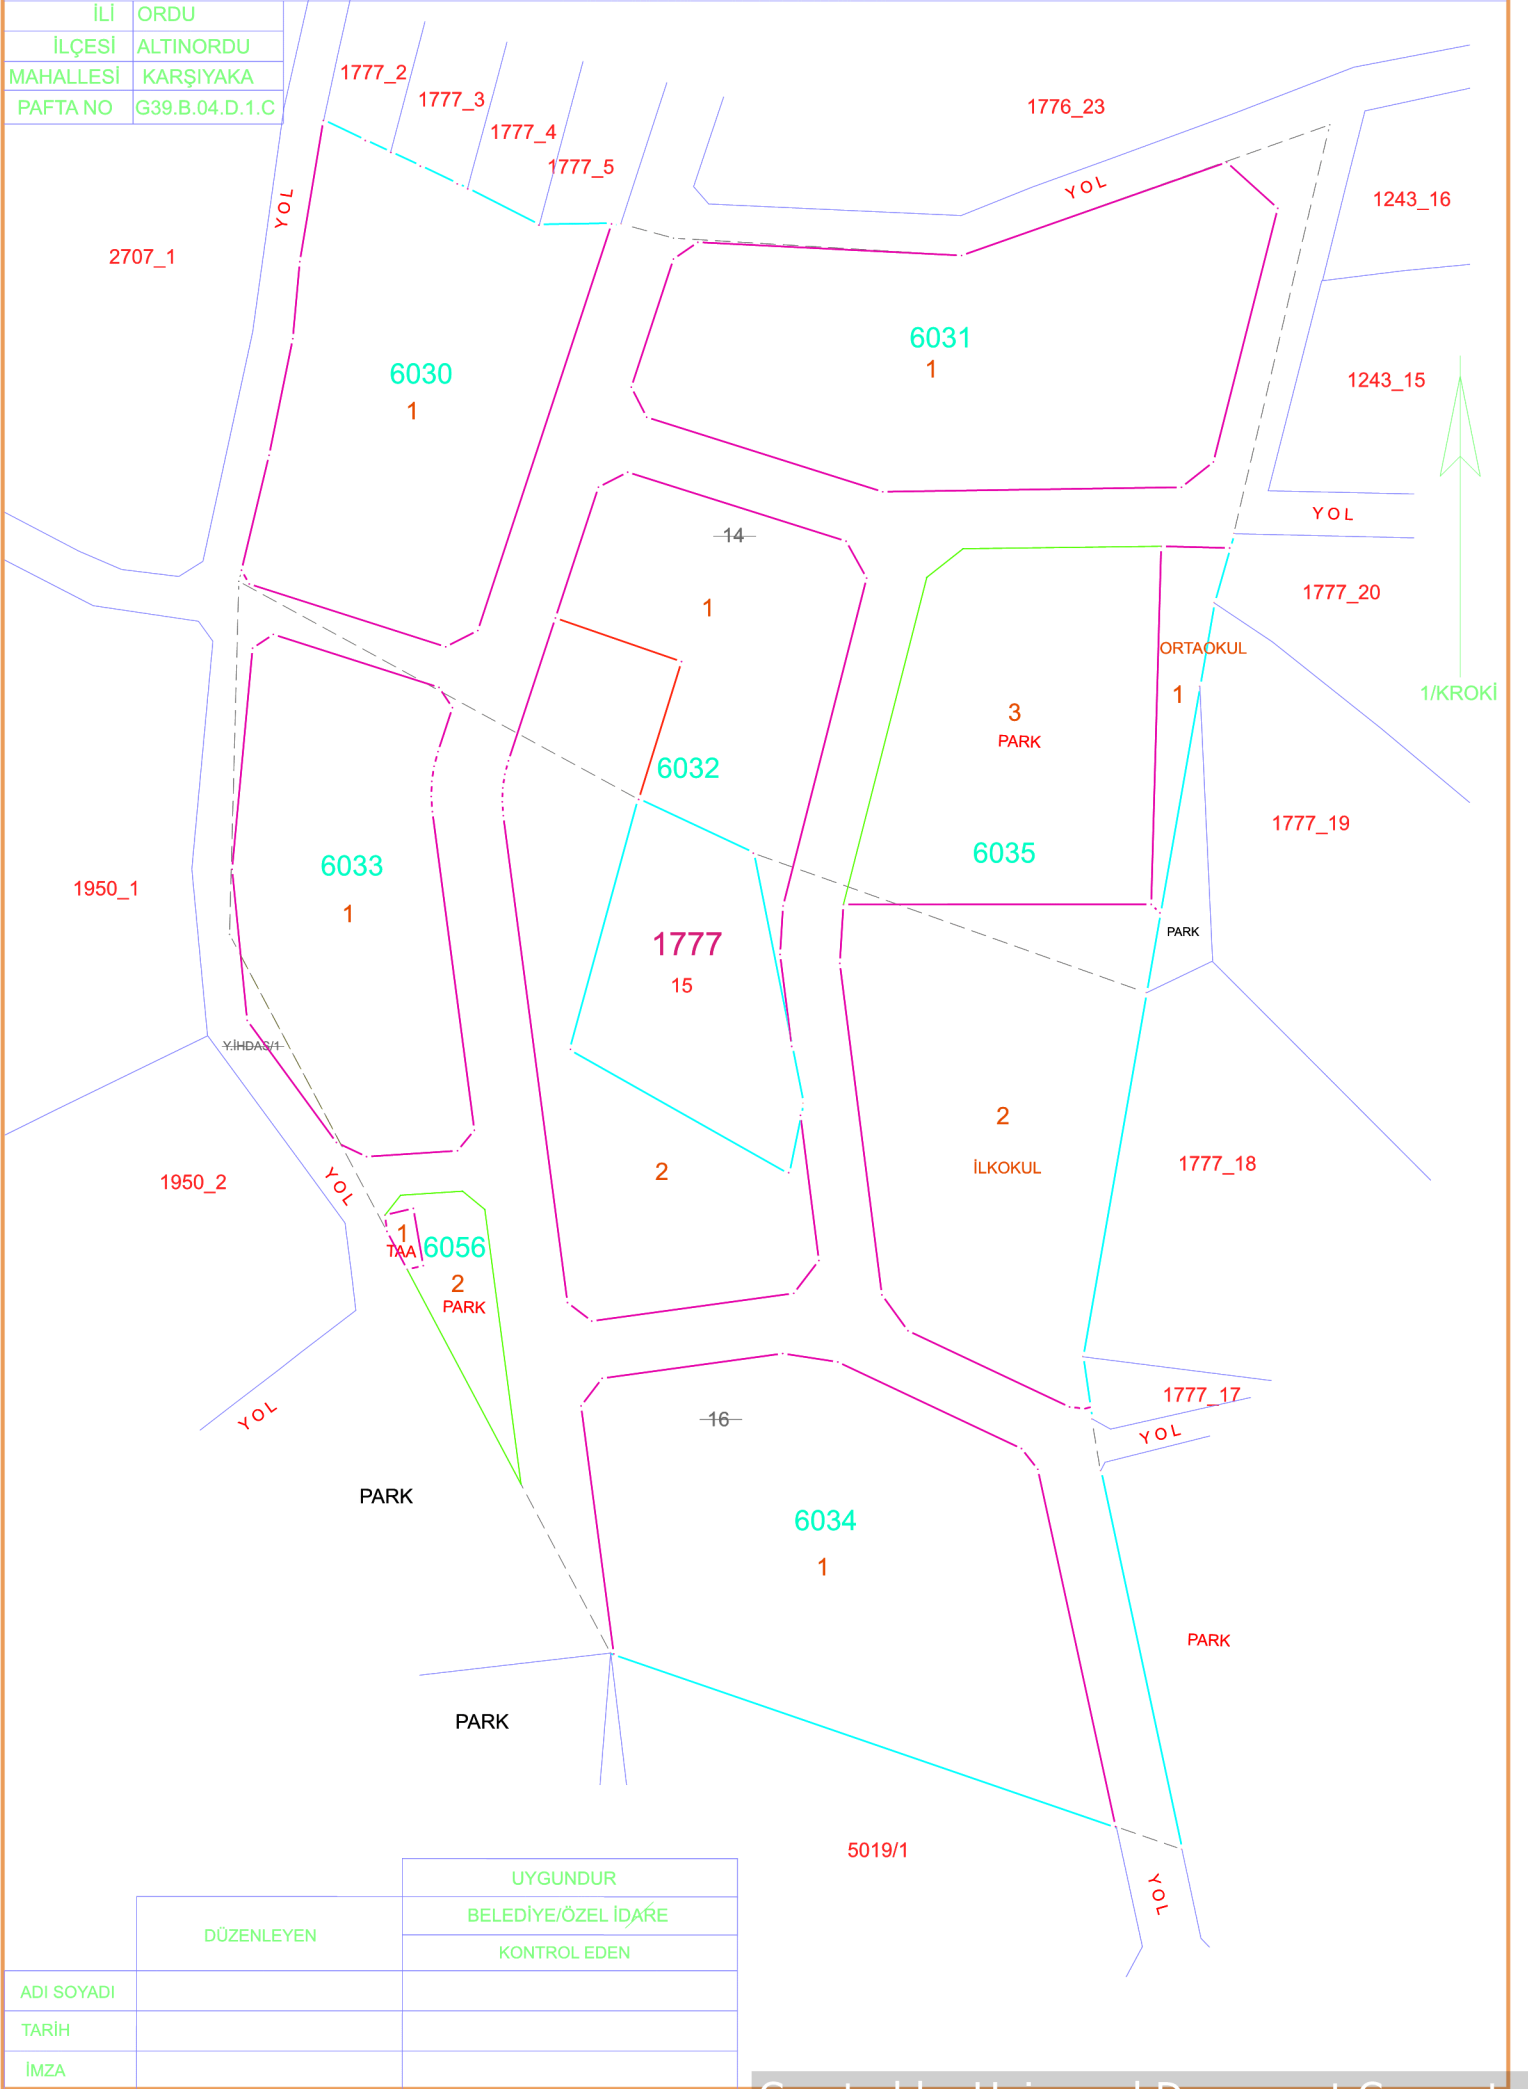 İLİ ORDU
İLÇESİ ALTINORDU
MAHALLESİ KARŞIYAKA
PAFTA NO G39.B.04.D.1.C
1777_2
1777_3
1777_4
1777_5
1776_23
YOL
YOL
1243_16
2707_1
6031
1
6030
1
1243_15
1/KROKİ
YOL
14
1
1777_20
ORTAOKUL
1
3
PARK
6032
1777_19
6035
6033
1
1950_1
PARK
1777
15
Y.İHDAS/1
2
İLKOKUL
1777_18
2
1950_2
YOL
1
TAA
6056
2
PARK
1777_17
YOL
YOL
16
PARK
6034
1
PARK
PARK
5019/1
YOL
UYGUNDUR
DÜZENLEYEN
BELEDİYE/ÖZEL İDARE
KONTROL EDEN
ADI SOYADI
TARİH
İMZA